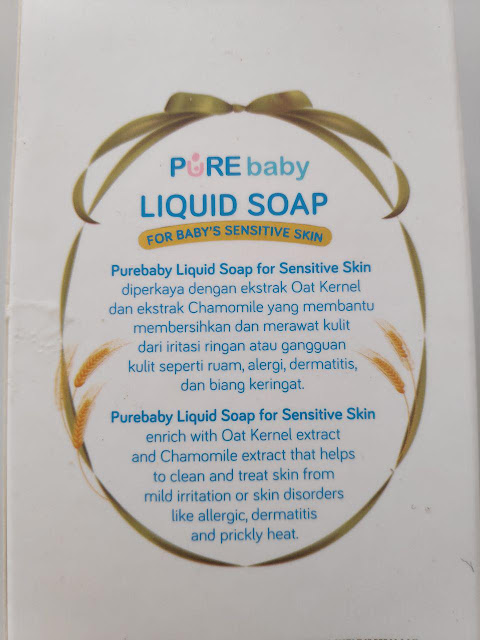 PURE baby
LIQUID SOAP
FOR BABY'S SENSITIVE SKIN
Purebaby Liquid Soap for Sensitive Skin
diperkaya dengan ekstrak Oat Kernel
dan ekstrak Chamomile yang membantu
membersihkan dan merawat kulit
dari iritasi ringan atau gangguan
kulit seperti ruam, alergi, dermatitis,
dan biang keringat.
Purebaby Liquid Soap for Sensitive Skin
enrich with Oat Kernel extract
and Chamomile extract that helps
to clean and treat skin from
mild irritation or skin disorders
like allergic, dermatitis
and prickly heat.